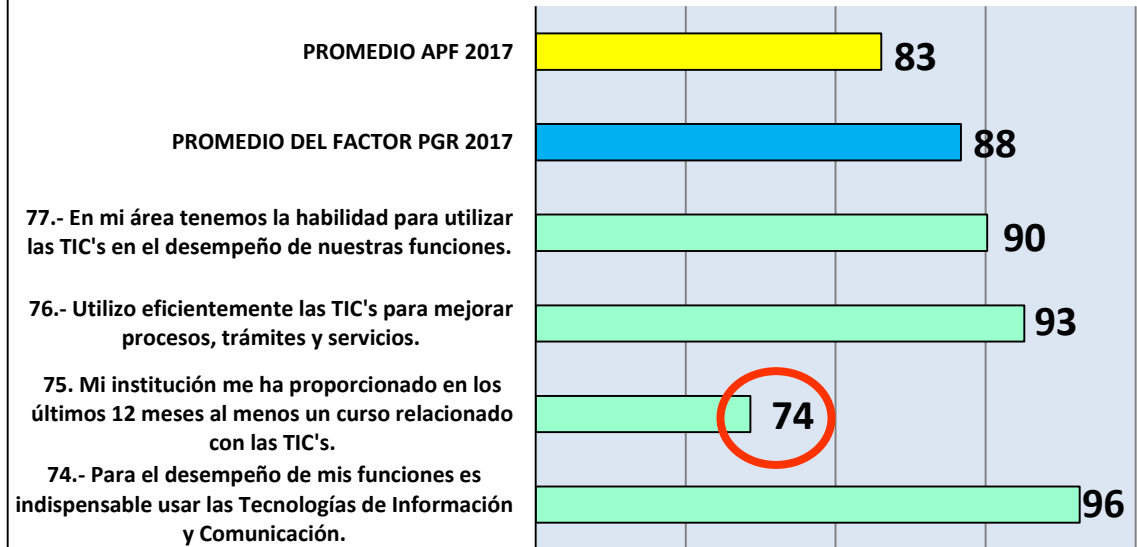 PROMEDIO APF 2017
83
PROMEDIO DEL FACTOR PGR 2017
88
77.- En mi área tenemos la habilidad para utilizar
las TIC's en el desempeño de nuestras funciones.
90
76.- Utilizo eficientemente las TIC's para mejorar
procesos, trámites y servicios.
93
75. Mi institución me ha proporcionado en los
últimos 12 meses al menos un curso relacionado
con las TIC's.
74
74.- Para el desempeño de mis funciones es
indispensable usar las Tecnologías de Información
y Comunicación.
96